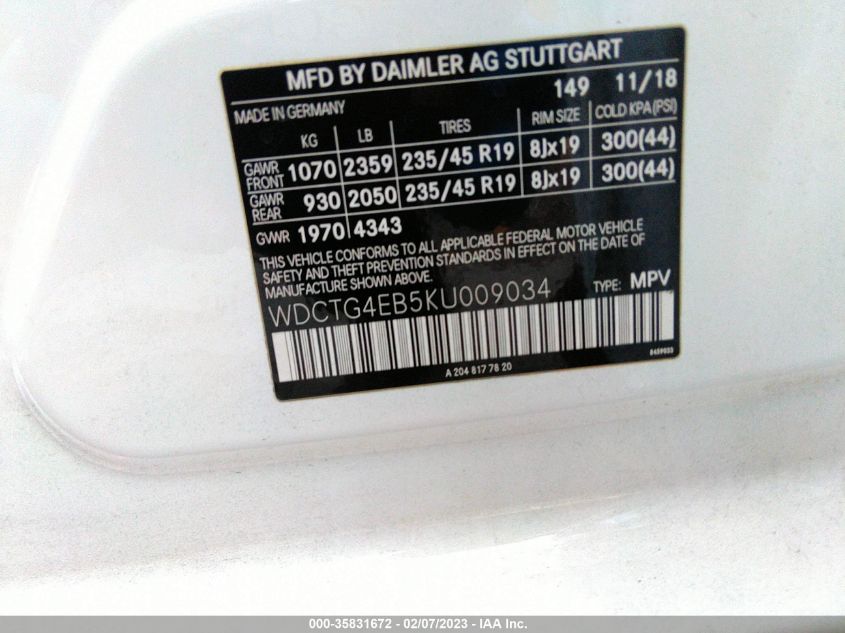 MFD BY DAIMLER AG STUTTGART
149 11/18
MADE IN GERMANY
KG LB TIRES RIM SIZE COLD KPA (PSI)
GAWR FRONT 1070 2359 235/45 R19 8Jx19 300(44)
GAWR REAR 930 2050 235/45 R19 8Jx19 300(44)
GVWR 1970 4343
THIS VEHICLE CONFORMS TO ALL APPLICABLE FEDERAL MOTOR VEHICLE
SAFETY AND THEFT PREVENTION STANDARDS IN EFFECT ON THE DATE OF
MANUFACTURE SHOWN ABOVE.
WDCTG4EB5KU009034 TYPE: MPV
8459033
A 204 817 78 20
000-35831672 — 02/07/2023 — IAA Inc.